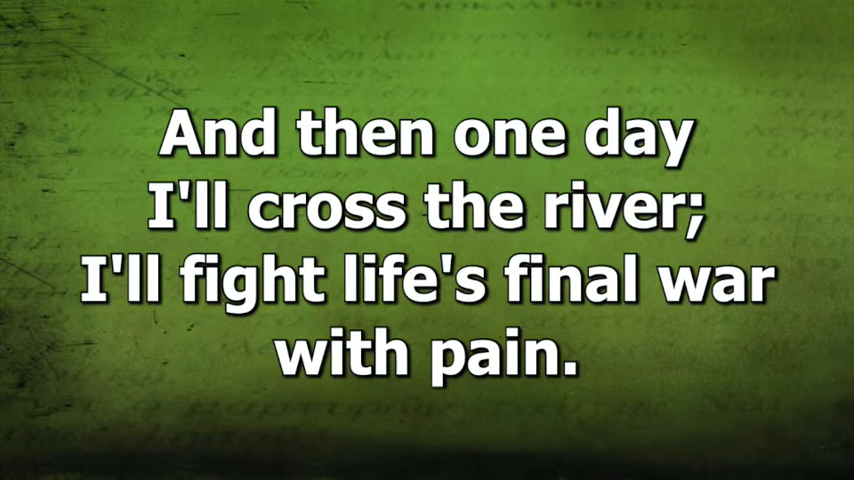 And then one day
I'll cross the river;
I'll fight life's final war
with pain.